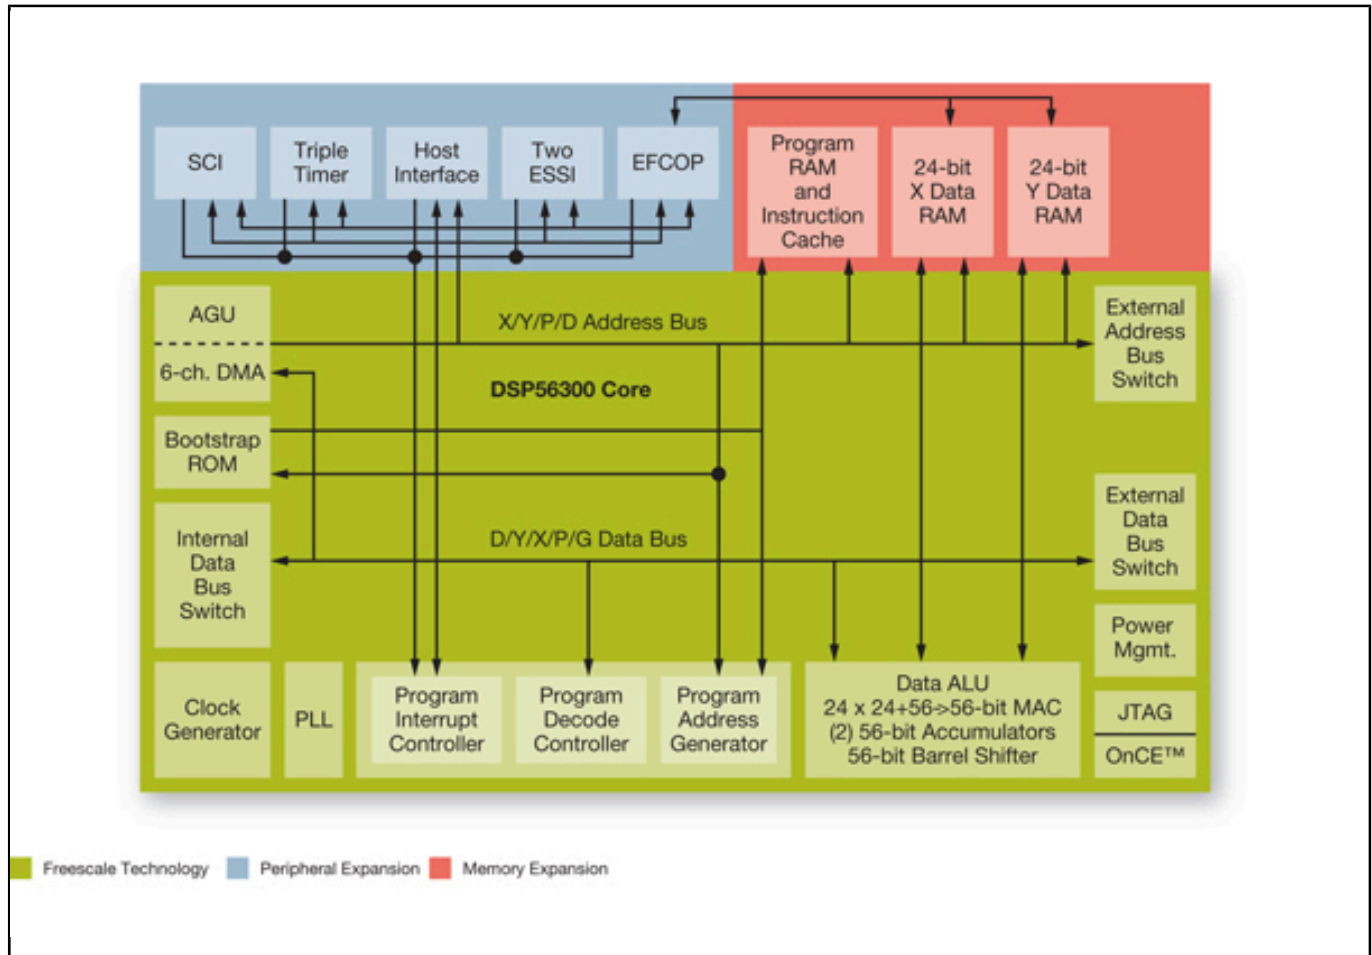 SCI
Triple
Timer
Host
Interface
Two
ESSI
EFCOP
Program
RAM
and
Instruction
Cache
24-bit
X Data
RAM
24-bit
Y Data
RAM
AGU
6-ch. DMA
X/Y/P/D Address Bus
External
Address
Bus
Switch
DSP56300 Core
Bootstrap
ROM
Internal
Data
Bus
Switch
D/Y/X/P/G Data Bus
External
Data
Bus
Switch
Power
Mgmt.
Clock
Generator
PLL
Program
Interrupt
Controller
Program
Decode
Controller
Program
Address
Generator
Data ALU
24 x 24+56->56-bit MAC
(2) 56-bit Accumulators
56-bit Barrel Shifter
JTAG
OnCE™
Freescale Technology
Peripheral Expansion
Memory Expansion